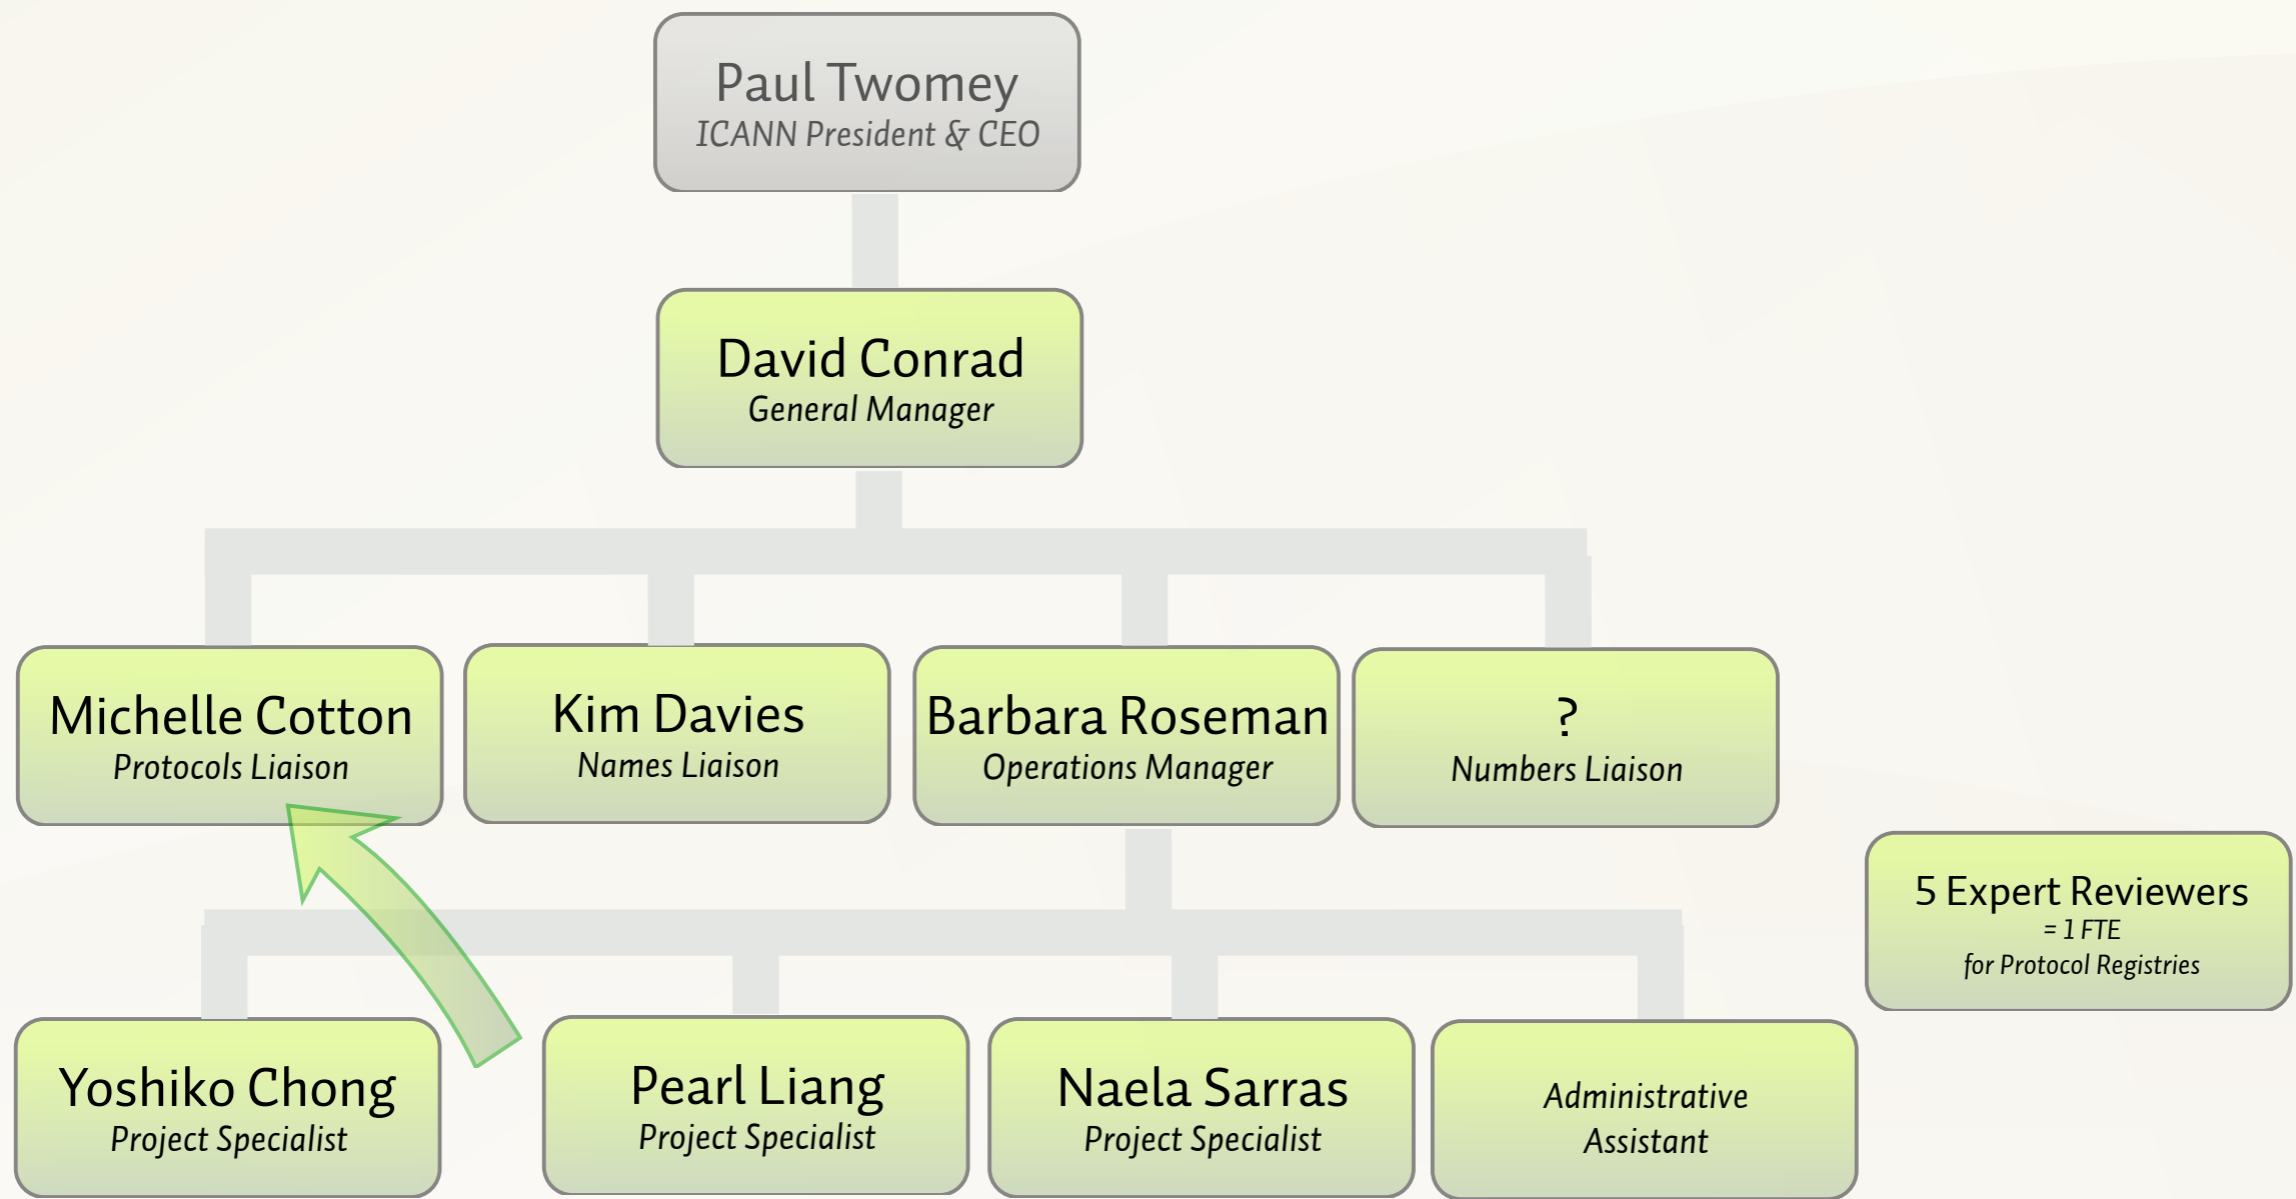 Paul Twomey
ICANN President & CEO
David Conrad
General Manager
Michelle Cotton
Protocols Liaison
Kim Davies
Names Liaison
Barbara Roseman
Operations Manager
?
Numbers Liaison
5 Expert Reviewers
= 1 FTE
for Protocol Registries
Yoshiko Chong
Project Specialist
Pearl Liang
Project Specialist
Naela Sarras
Project Specialist
Administrative
Assistant